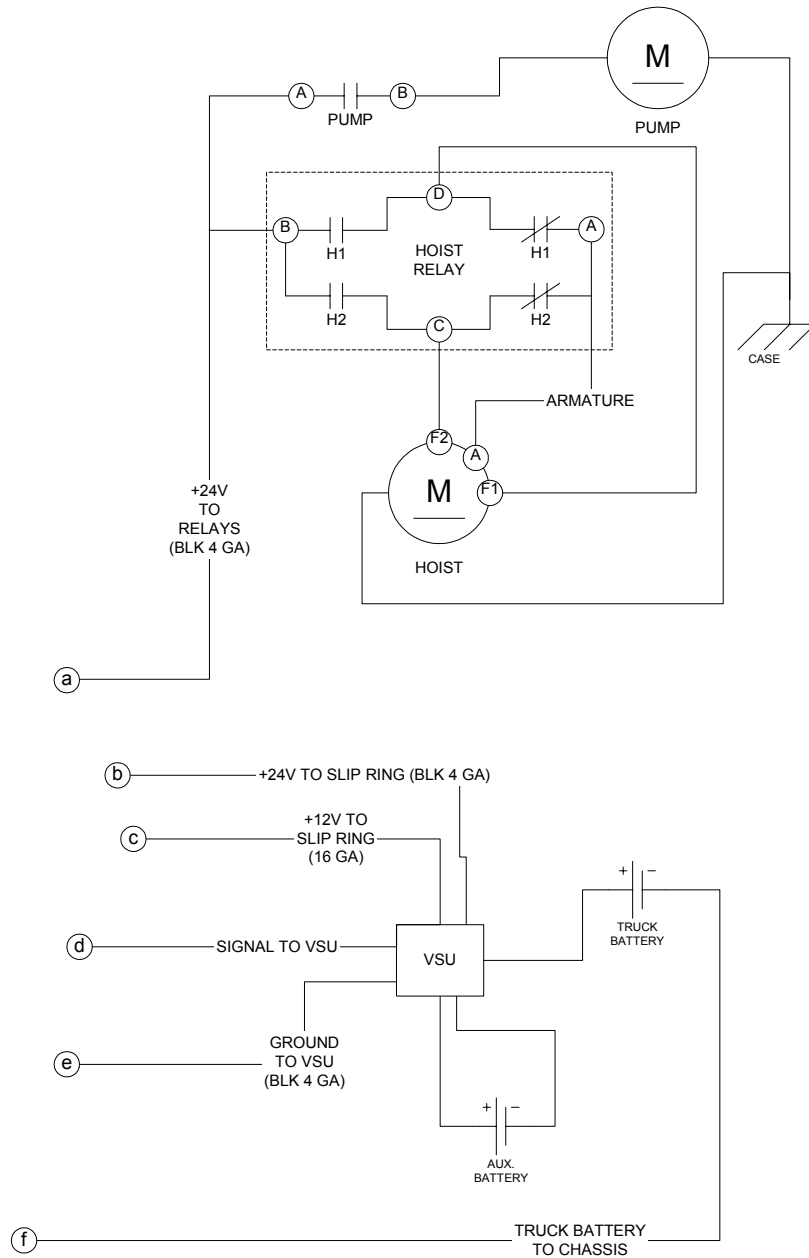 M
A
B
PUMP
PUMP
D
B
A
H1
HOIST
RELAY
H1
H2
C
H2
CASE
ARMATURE
F2
A
M
F1
+24V
TO
RELAYS
(BLK 4 GA)
HOIST
a
b
+24V TO SLIP RING (BLK 4 GA)
c
+12V TO
SLIP RING
(16 GA)
+ −
TRUCK
BATTERY
d
SIGNAL TO VSU
VSU
e
GROUND
TO VSU
(BLK 4 GA)
+ −
AUX.
BATTERY
f
TRUCK BATTERY
TO CHASSIS